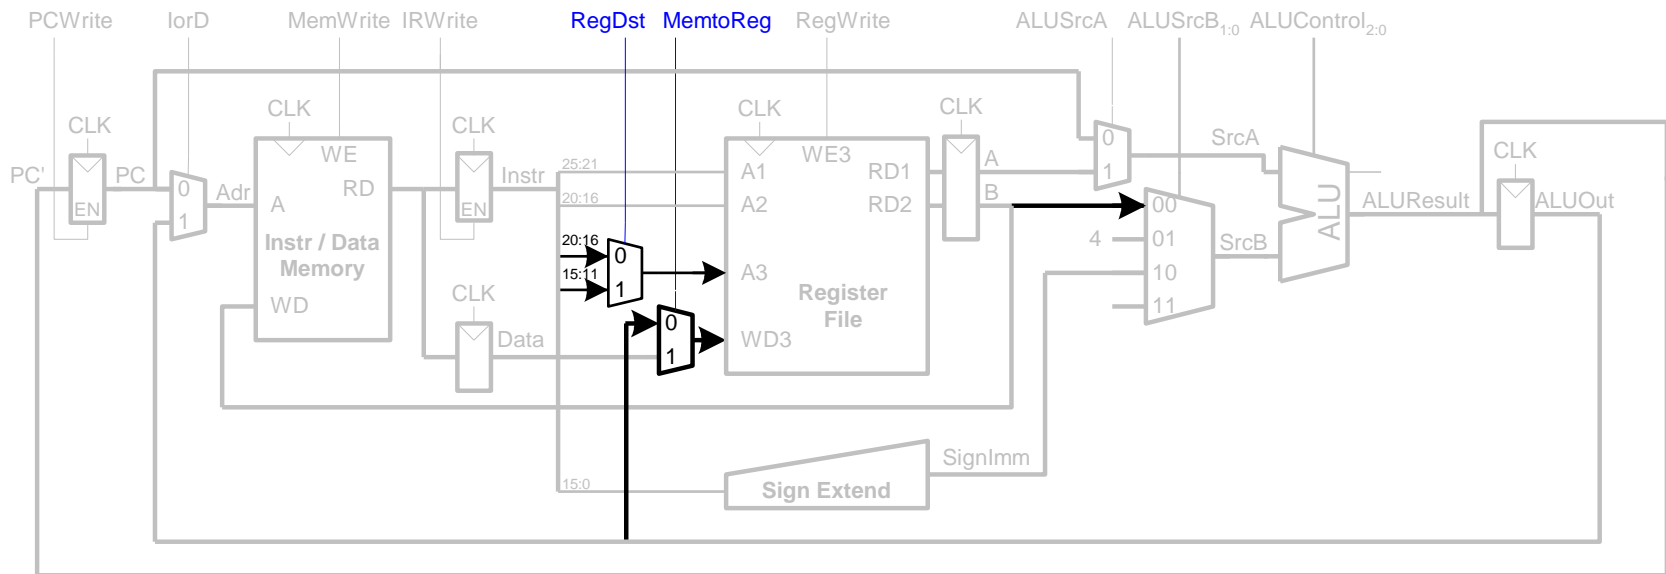 PCWrite IorD MemWrite IRWrite RegDst MemtoReg RegWrite ALUSrcA ALUSrcB1:0 ALUControl2:0
CLK CLK CLK CLK
CLK CLK CLK
PC' PC 0 1 Adr EN
WE
A RD
Instr / Data
Memory
WD
EN Instr
CLK
Data
25:21
20:16
20:16
15:11
15:0
0
1
0
1
WE3
A1 RD1
A2 RD2
A3
Register
File
WD3
A
B
0
1
SrcA
00
4 01
10
11
SrcB
ALU
ALUResult
ALUOut
SignImm
Sign Extend